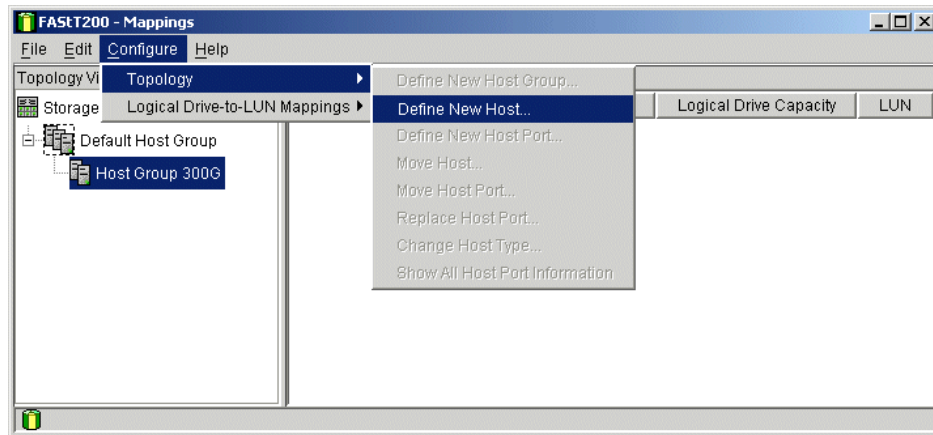 FAStT200 - Mappings
File Edit Configure Help
Topology Vi
Topology
Define New Host Group...
Storage
Logical Drive-to-LUN Mappings
Define New Host...
Logical Drive Capacity
LUN
Default Host Group
Define New Host Port...
Host Group 300G
Move Host...
Move Host Port...
Replace Host Port...
Change Host Type...
Show All Host Port Information